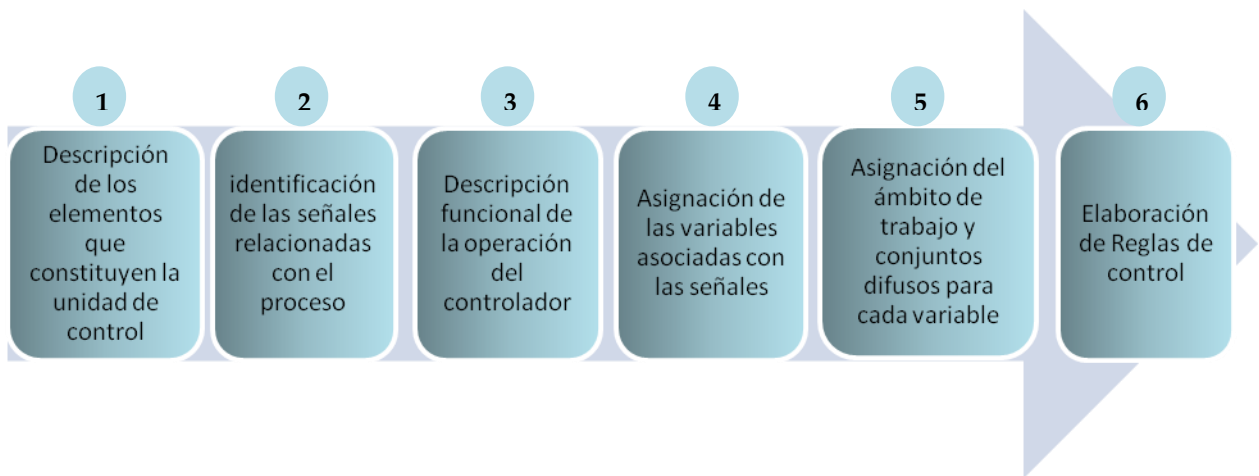 1
Descripción
de los
elementos
que
constituyen la
unidad de
control
2
identificación
de las señales
relacionadas
con el
proceso
3
Descripción
funcional de
la operación
del
controlador
4
Asignación de
las variables
asociadas con
las señales
5
Asignación del
ámbito de
trabajo y
conjuntos
difusos para
cada variable
6
Elaboración
de Reglas de
control